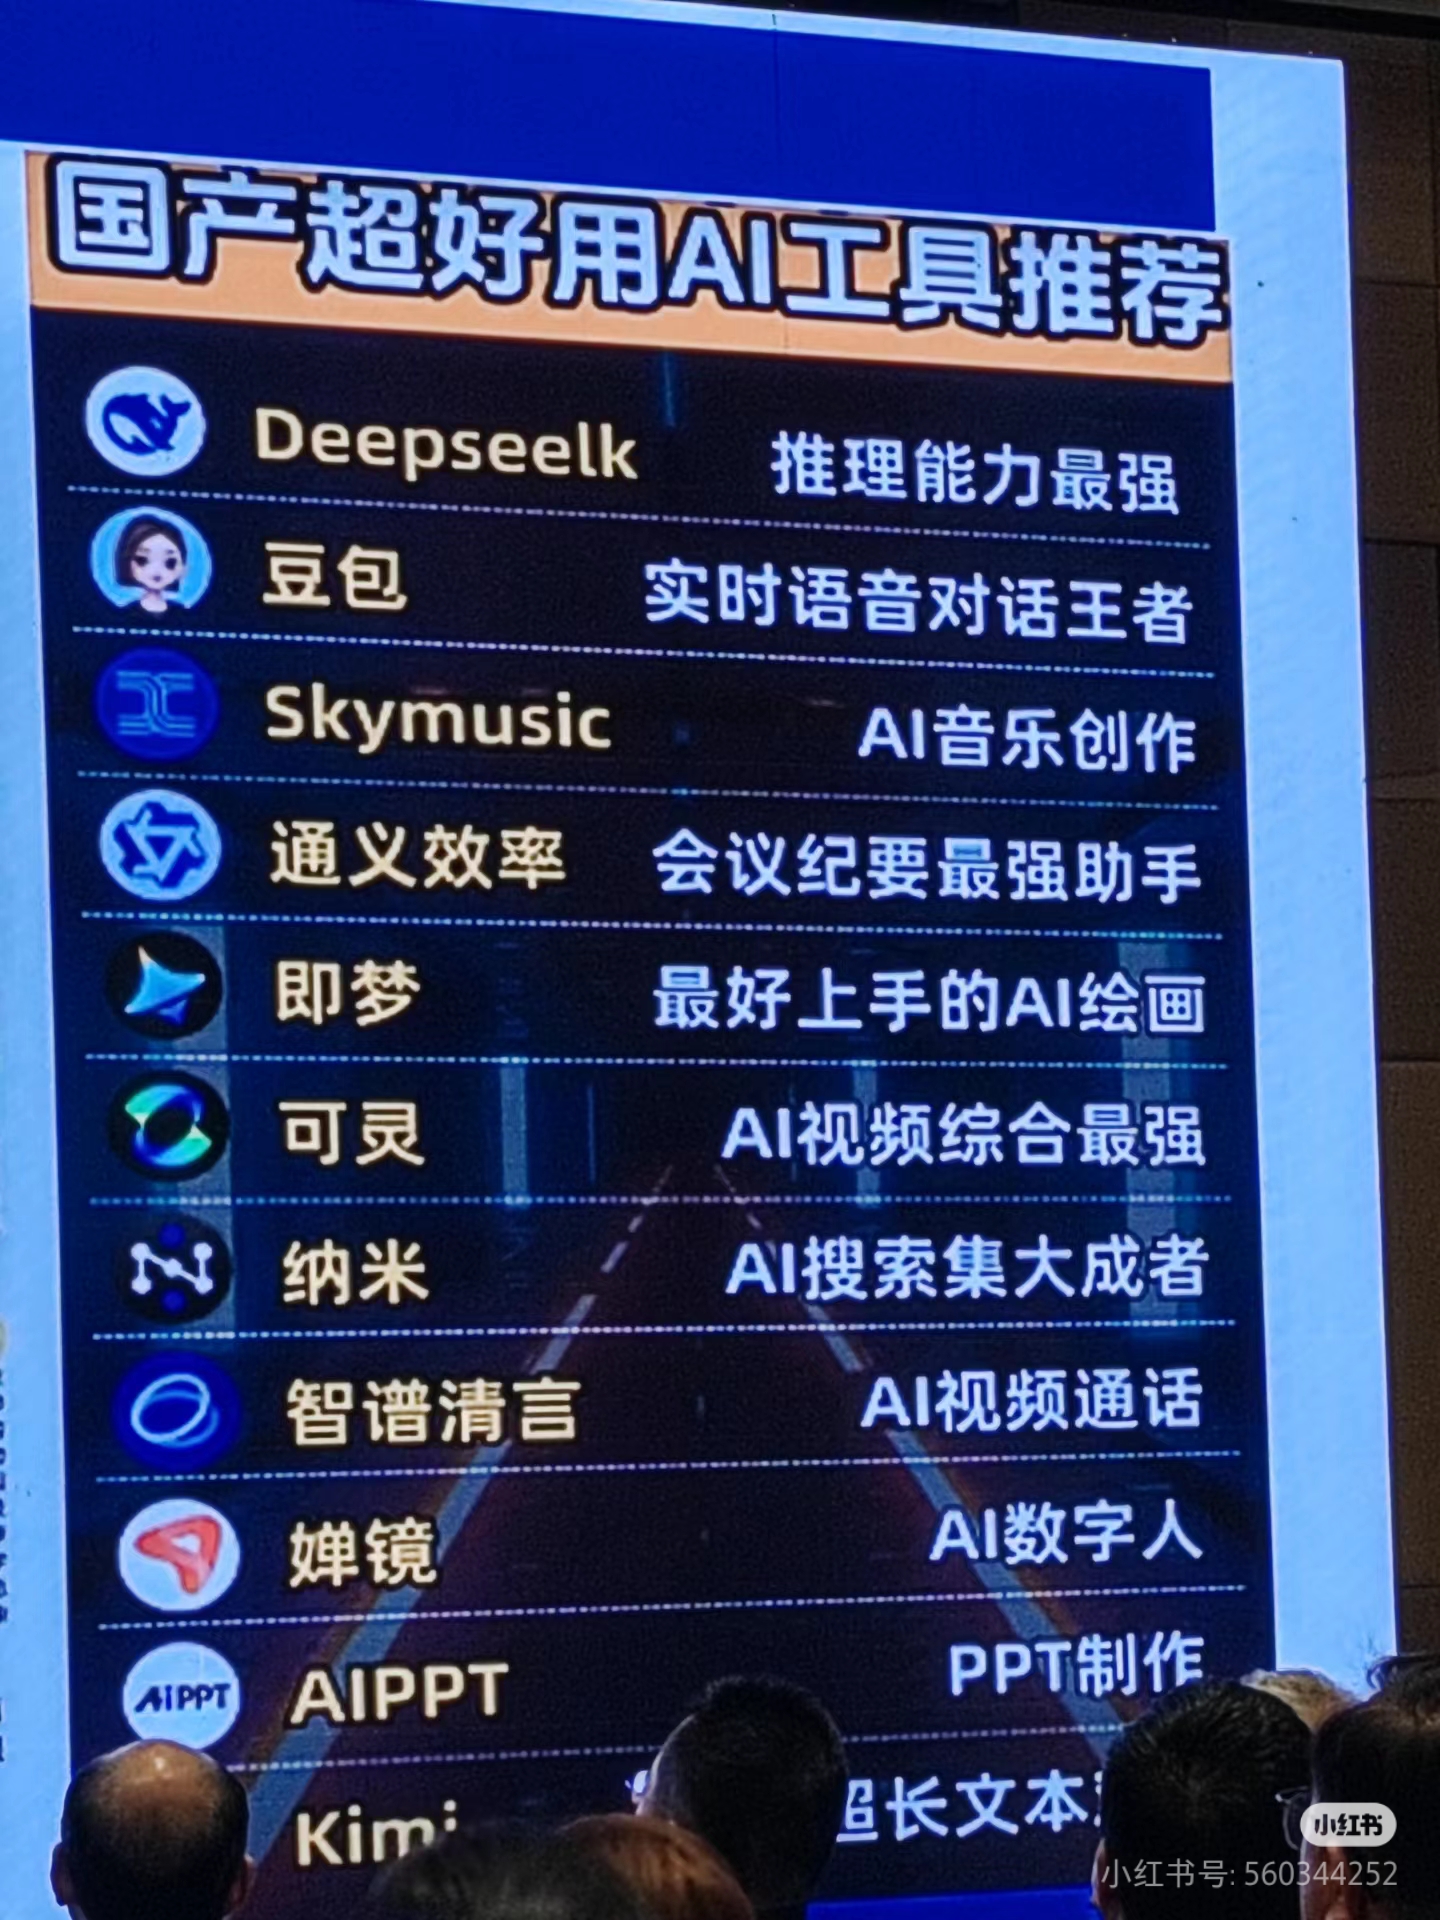 国产超好用AI工具推荐
Deepseelk 推理能力最强
豆包 实时语音对话王者
Skymusic AI音乐创作
通义效率 会议纪要最强助手
即梦 最好上手的AI绘画
可灵 AI视频综合最强
纳米 AI搜索集大成者
智谱清言 AI视频通话
婵镜 AI数字人
AiPPT AIPPT PPT制作
Kimi 超长文本
小红书
小红书号: 560344252